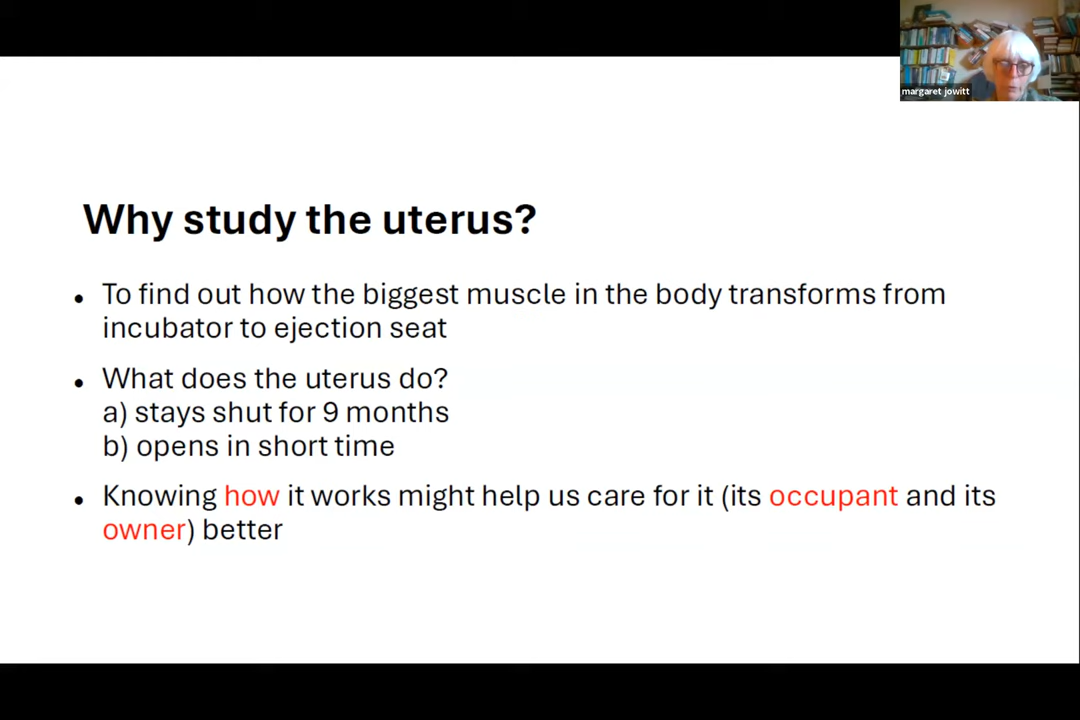 margaret jowitt
Why study the uterus?
• To find out how the biggest muscle in the body transforms from
incubator to ejection seat
• What does the uterus do?
a) stays shut for 9 months
b) opens in short time
• Knowing how it works might help us care for it (its occupant and its
owner) better